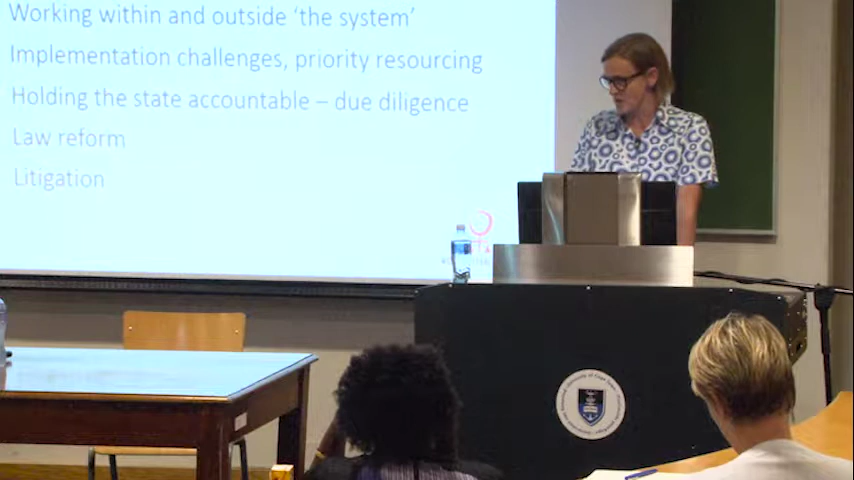 Working within and outside ‘the system’
Implementation challenges, priority resourcing
Holding the state accountable – due diligence
Law reform
Litigation